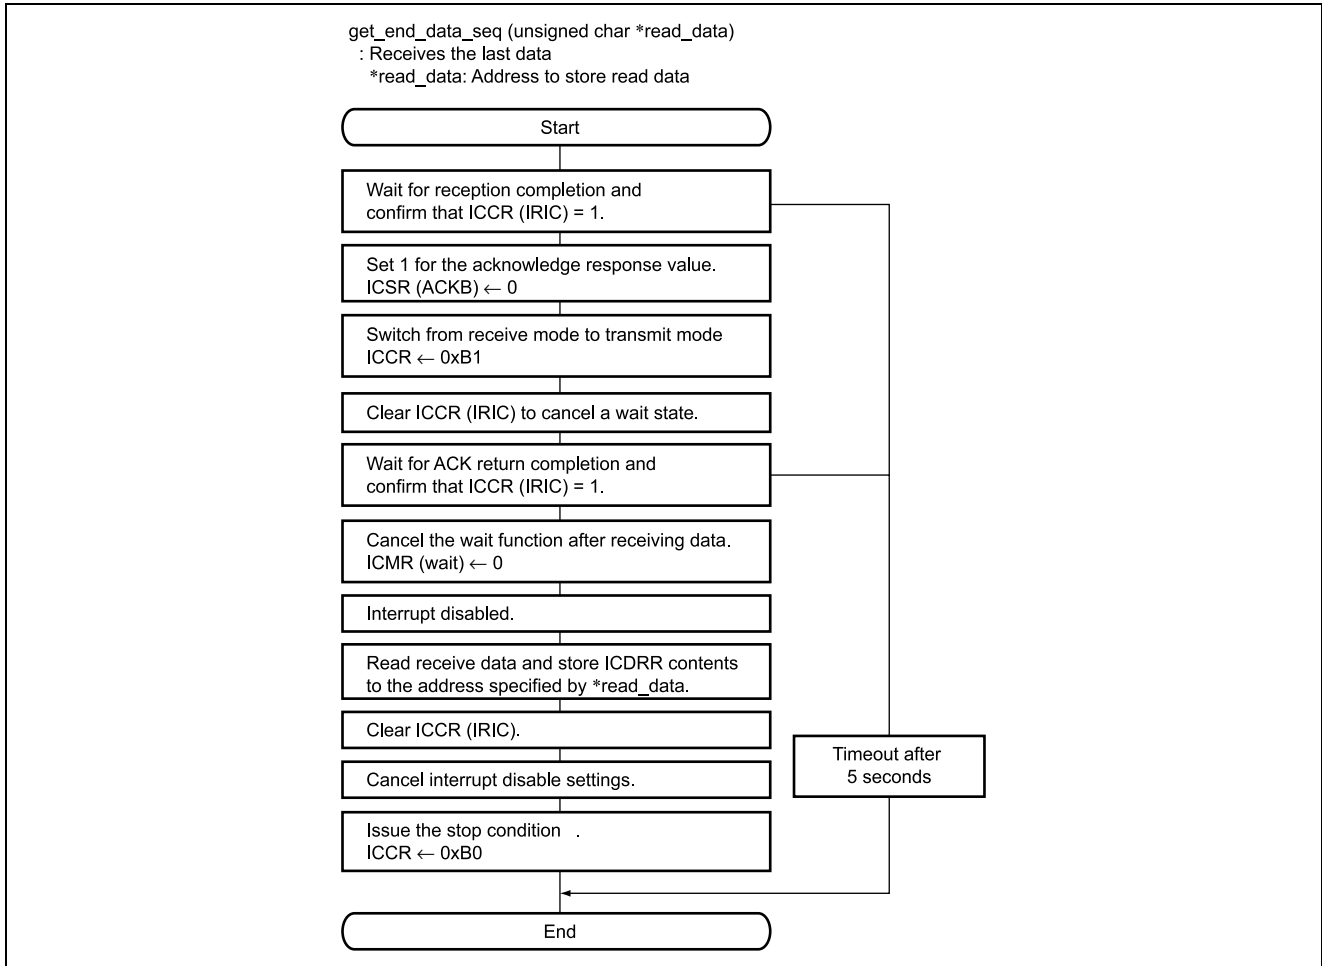 get_end_data_seq (unsigned char *read_data)
: Receives the last data
*read_data: Address to store read data
Start
Wait for reception completion and
confirm that ICCR (IRIC) = 1.
Set 1 for the acknowledge response value.
ICSR (ACKB) ← 0
Switch from receive mode to transmit mode
ICCR ← 0xB1
Clear ICCR (IRIC) to cancel a wait state.
Wait for ACK return completion and
confirm that ICCR (IRIC) = 1.
Cancel the wait function after receiving data.
ICMR (wait) ← 0
Interrupt disabled.
Read receive data and store ICDRR contents
to the address specified by *read_data.
Clear ICCR (IRIC).
Timeout after
5 seconds
Cancel interrupt disable settings.
Issue the stop condition .
ICCR ← 0xB0
End